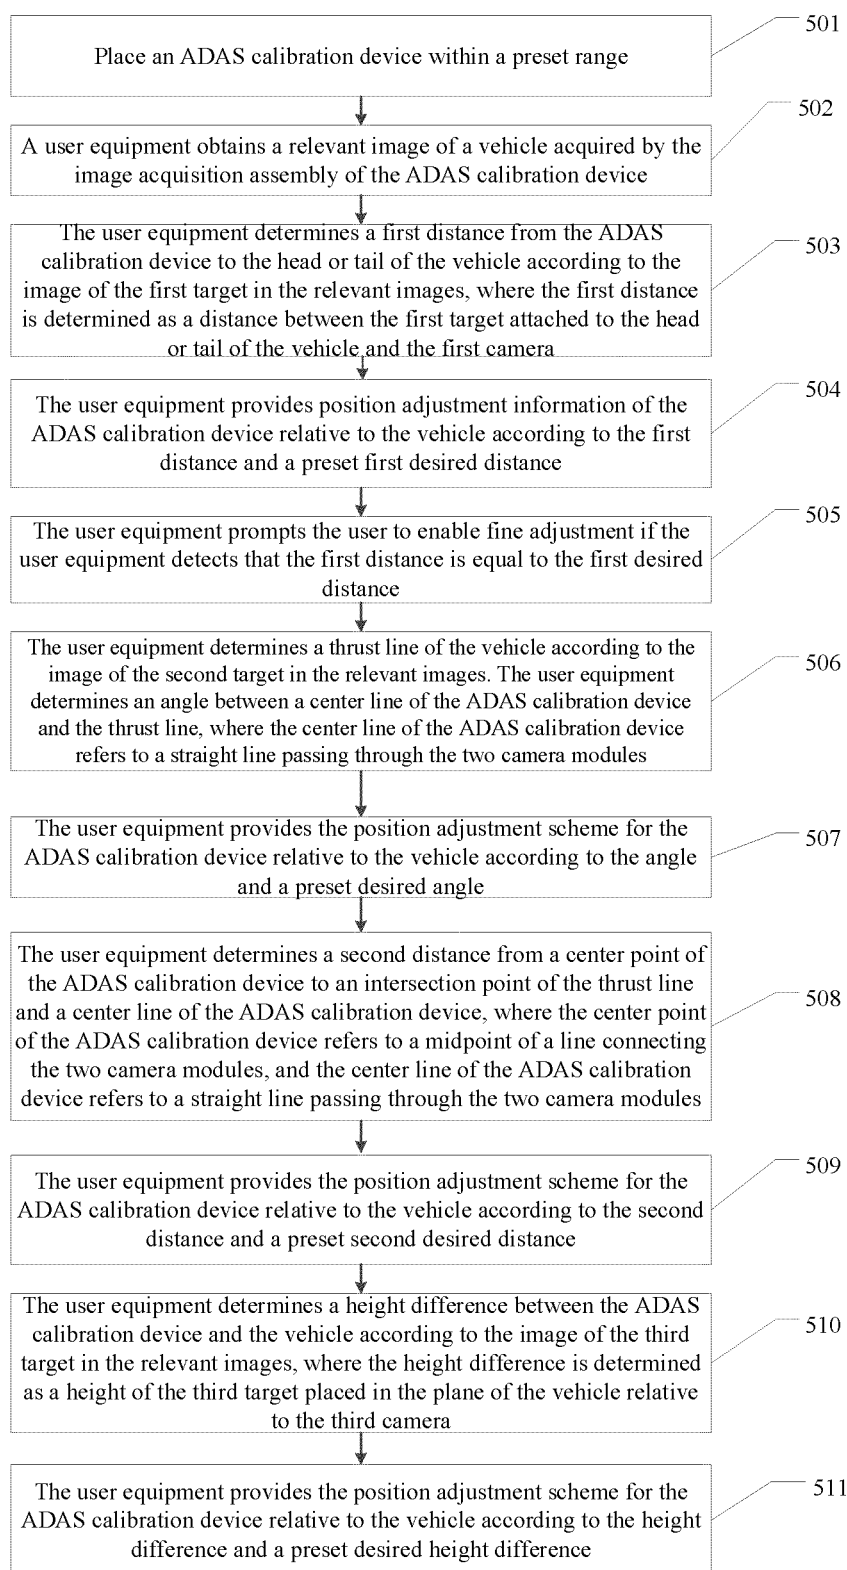 501
Place an ADAS calibration device within a preset range
502
A user equipment obtains a relevant image of a vehicle acquired by the
image acquisition assembly of the ADAS calibration device
503
The user equipment determines a first distance from the ADAS
calibration device to the head or tail of the vehicle according to the
image of the first target in the relevant images, where the first distance
is determined as a distance between the first target attached to the head
or tail of the vehicle and the first camera
504
The user equipment provides position adjustment information of the
ADAS calibration device relative to the vehicle according to the first
distance and a preset first desired distance
505
The user equipment prompts the user to enable fine adjustment if the
user equipment detects that the first distance is equal to the first desired
distance
506
The user equipment determines a thrust line of the vehicle according to the
image of the second target in the relevant images. The user equipment
determines an angle between a center line of the ADAS calibration device
and the thrust line, where the center line of the ADAS calibration device
refers to a straight line passing through the two camera modules
507
The user equipment provides the position adjustment scheme for the
ADAS calibration device relative to the vehicle according to the angle
and a preset desired angle
508
The user equipment determines a second distance from a center point of
the ADAS calibration device to an intersection point of the thrust line
and a center line of the ADAS calibration device, where the center point
of the ADAS calibration device refers to a midpoint of a line connecting
the two camera modules, and the center line of the ADAS calibration
device refers to a straight line passing through the two camera modules
509
The user equipment provides the position adjustment scheme for the
ADAS calibration device relative to the vehicle according to the second
distance and a preset second desired distance
510
The user equipment determines a height difference between the ADAS
calibration device and the vehicle according to the image of the third
target in the relevant images, where the height difference is determined
as a height of the third target placed in the plane of the vehicle relative
to the third camera
511
The user equipment provides the position adjustment scheme for the
ADAS calibration device relative to the vehicle according to the height
difference and a preset desired height difference